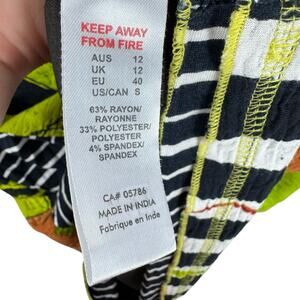 KEEP AWAY
FROM FIRE
AUS 12
UK 12
EU 40
US/CAN S
63% RAYON/
RAYONNE
33% POLYESTER/
POLYESTER
4% SPANDEX/
SPANDEX
CA# 05786
MADE IN INDIA
Fabriqué en Inde